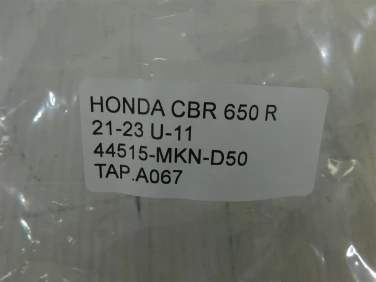 HONDA CBR 650 R
21-23 U-11
44515-MKN-D50
TAP.A067